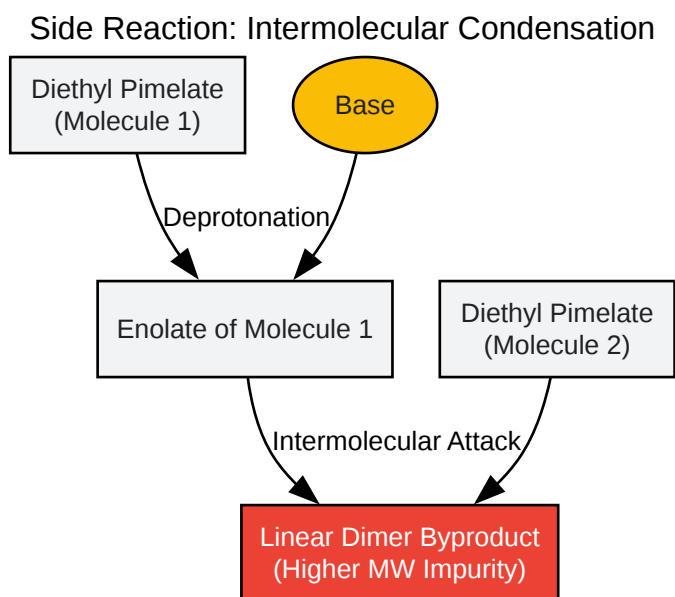 Side Reaction: Intermolecular Condensation
Diethyl Pimelate
(Molecule 1)
Base
Deprotonation
Enolate of Molecule 1
Diethyl Pimelate
(Molecule 2)
Intermolecular Attack
Linear Dimer Byproduct
(Higher MW Impurity)